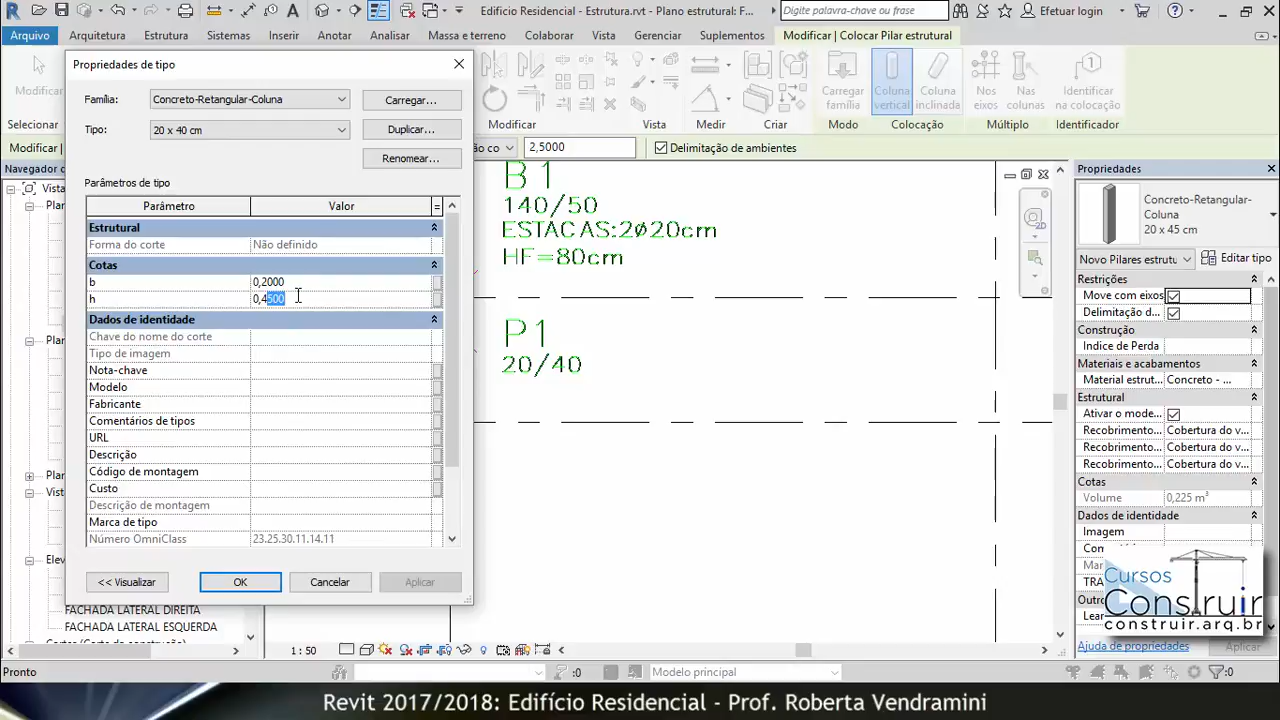 Edificio Residencial - Estrutura.rvt - Plano estrutural: F...
Digite palavra-chave ou frase
Efetuar login
Arquivo
Arquitetura
Estrutura
Sistemas
Inserir
Anotar
Analisar
Massa e terreno
Colaborar
Vista
Gerenciar
Suplementos
Modificar | Colocar Pilar estrutural
Propriedades de tipo
Família:
Concreto-Retangular-Coluna
Carregar...
Tipo:
20 x 40 cm
Duplicar...
Renomear...
Parâmetros de tipo
Parâmetro
Valor
=
Estrutural
Forma do corte
Não definido
Cotas
b
0,2000
h
0,4500
Dados de identidade
Chave do nome do corte
Tipo de imagem
Nota-chave
Modelo
Fabricante
Comentários de tipos
URL
Descrição
Código de montagem
Custo
Descrição de montagem
Marca de tipo
Número OmniClass
23.25.30.11.14.11
<< Visualizar
OK
Cancelar
Aplicar
Modificar
Selecionar
Modificar |
Navegador
Modificar
Vista
Medir
Criar
Carregar família
Modo
Coluna vertical
Coluna inclinada
Colocação
Nos eixos
Nas colunas
Múltiplo
Identificar na colocação
Identificador
2,5000
Delimitação de ambientes
B1
140/50
ESTACAS:2ø20cm
HF=80cm
P1
20/40
2D
Propriedades
Concreto-Retangular-
Coluna
20 x 45 cm
Novo Pilares estrut
Editar tipo
Restrições
Move com eixos
Delimitação d...
Construção
Indice de Perda
Materiais e acabamentos
Material estrut...
Concreto - ...
Estrutural
Ativar o mode...
Recobrimento...
Cobertura do v...
Recobrimento...
Cobertura do v...
Recobrimento...
Cobertura do v...
Cotas
Volume
0,225 m³
Dados de identidade
Imagem
Cursos
Construir
construir.arq.br
Ajuda de propriedades
Aplicar
FACHADA LATERAL DIREITA
FACHADA LATERAL ESQUERDA
1 : 50
Pronto
:0
Modelo principal
:0
Revit 2017/2018: Edifício Residencial - Prof. Roberta Vendramini